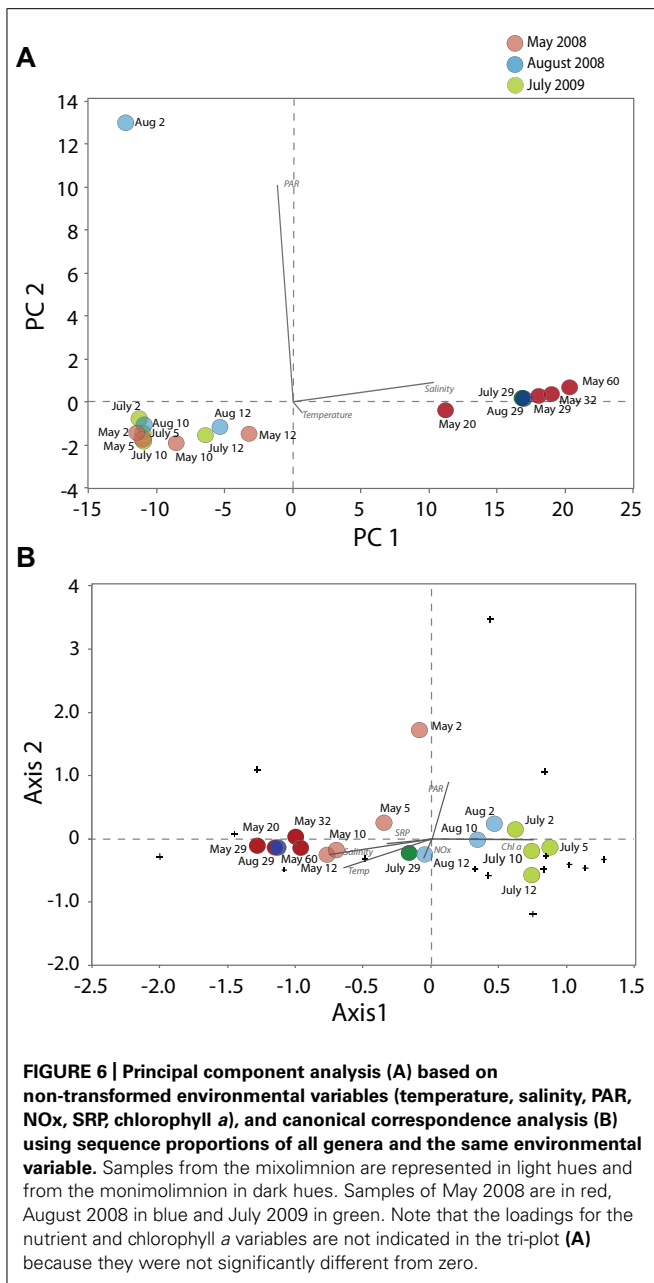 A
May 2008
August 2008
July 2009
14
12
10
8
6
4
2
0
-2
-4
PC 2
Aug 2
PAR
Salinity
Temperature
July 2
Aug 10
Aug 12
May 2
July 5
May 12
May 5
July 10
May 10
July 12
July 29
Aug 29
May 20
May 29
May 32
May 60
-15
-10
-5
0
5
10
15
20
25
PC 1
B
4
2.0
1.0
0
-1.0
-2.0
Axis 2
May 2
PAR
May 5
SRP
Aug 2
July 2
Chl a
May 20
May 32
May 10
Aug 10
NOx
July 5
May 29
Aug 29
May 60
Salinity
May 12
Temp
July 29
Aug 12
July 10
July 12
-2.5
-2.0
-1.5
-1.0
-0.5
0
0.5
1.0
1.5
Axis1
FIGURE 6 | Principal component analysis (A) based on
non-transformed environmental variables (temperature, salinity, PAR,
NOx, SRP, chlorophyll a), and canonical correspondence analysis (B)
using sequence proportions of all genera and the same environmental
variable. Samples from the mixolimnion are represented in light hues and
from the monimolimnion in dark hues. Samples of May 2008 are in red,
August 2008 in blue and July 2009 in green. Note that the loadings for the
nutrient and chlorophyll a variables are not indicated in the tri-plot (A)
because they were not significantly different from zero.